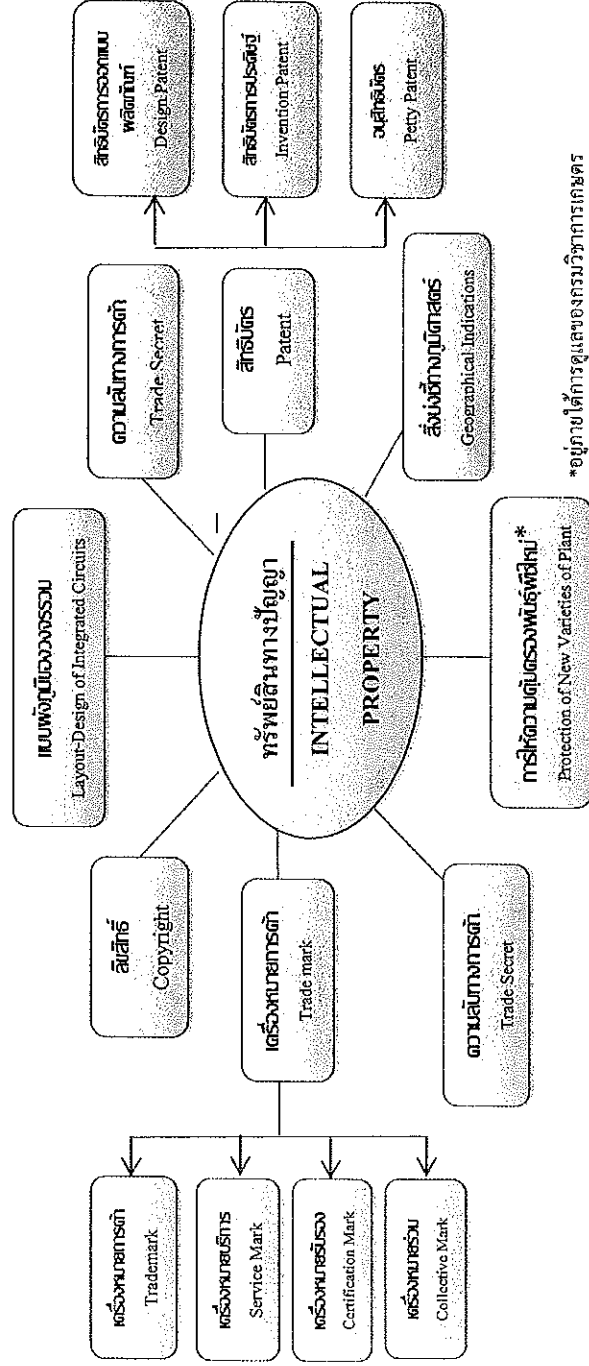 แบบผังภูมิของวงจรรวม
Layout-Design of Integrated Circuits
ลิขสิทธิ์
Copyright
ความลับทางการค้า
Trade Secret
เครื่องหมายการค้า
Trade mark
ทรัพย์สินทางปัญญา
INTELLECTUAL
PROPERTY
สิทธิบัตร
Patent
ความลับทางการค้า
Trade Secret
การให้ความคุ้มครองพันธุ์พืชใหม่*
Protection of New Varieties of Plant
สิ่งบ่งชี้ทางภูมิศาสตร์
Geographical Indications
เครื่องหมายการค้า
Trademark
เครื่องหมายบริการ
Service Mark
เครื่องหมายรับรอง
Certification Mark
เครื่องหมายร่วม
Collective Mark
สิทธิบัตรการออกแบบ
ผลิตภัณฑ์
Design Patent
สิทธิบัตรการประดิษฐ์
Invention Patent
อนุสิทธิบัตร
Petty Patent
*อยู่ภายใต้การดูแลของกรมวิชาการเกษตร